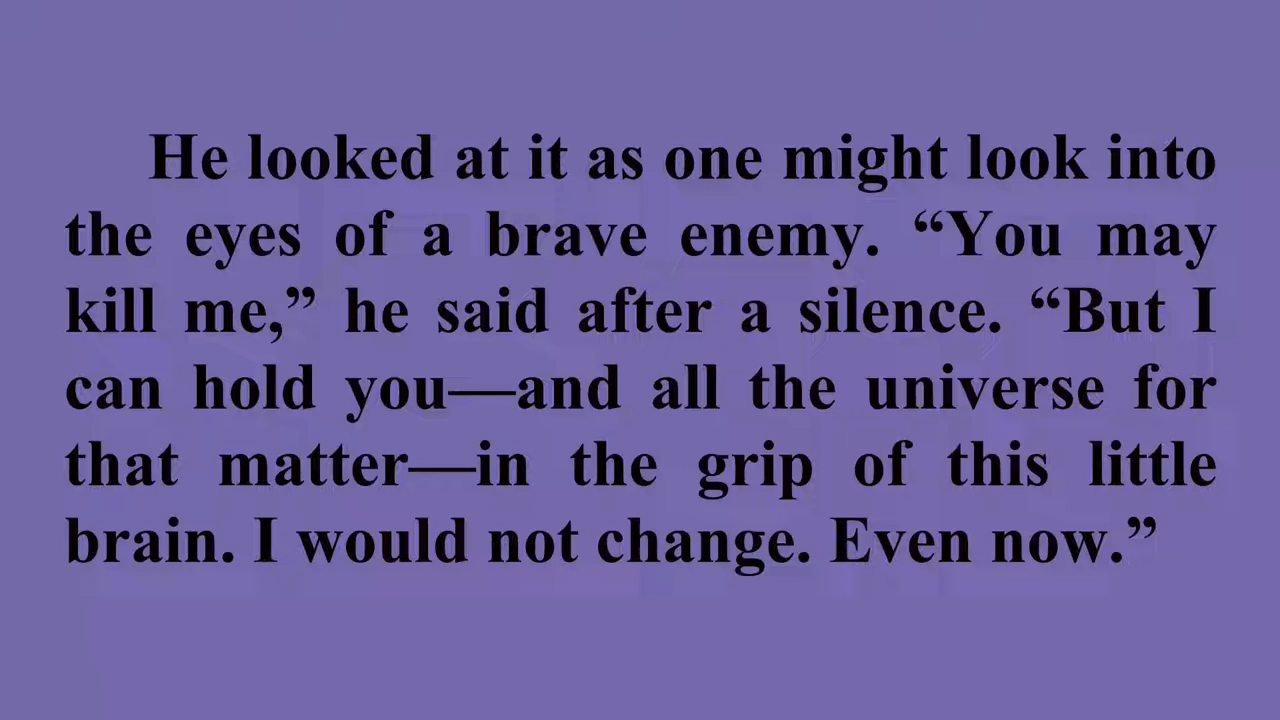 He looked at it as one might look into
the eyes of a brave enemy. “You may
kill me,” he said after a silence. “But I
can hold you—and all the universe for
that matter—in the grip of this little
brain. I would not change. Even now.”